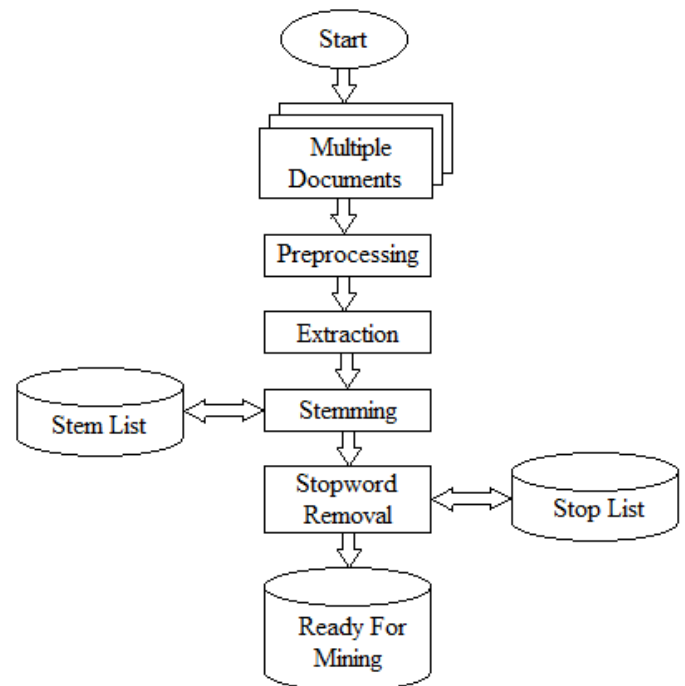 Start
Multiple
Documents
Preprocessing
Extraction
Stemming
Stem List
Stopword
Removal
Stop List
Ready For
Mining